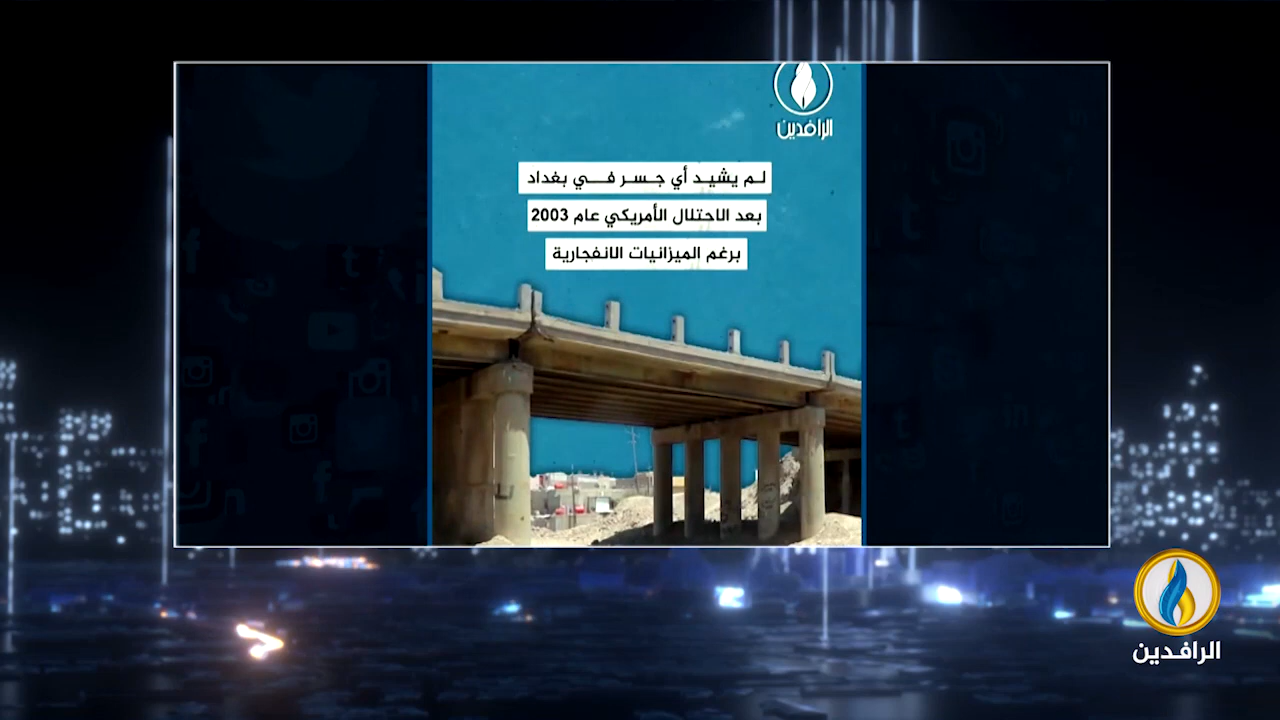 الرافدين
لم يشيد أي جسر في بغداد
بعد الاحتلال الأمريكي عام 2003
برغم الميزانيات الانفجارية
الرافدين